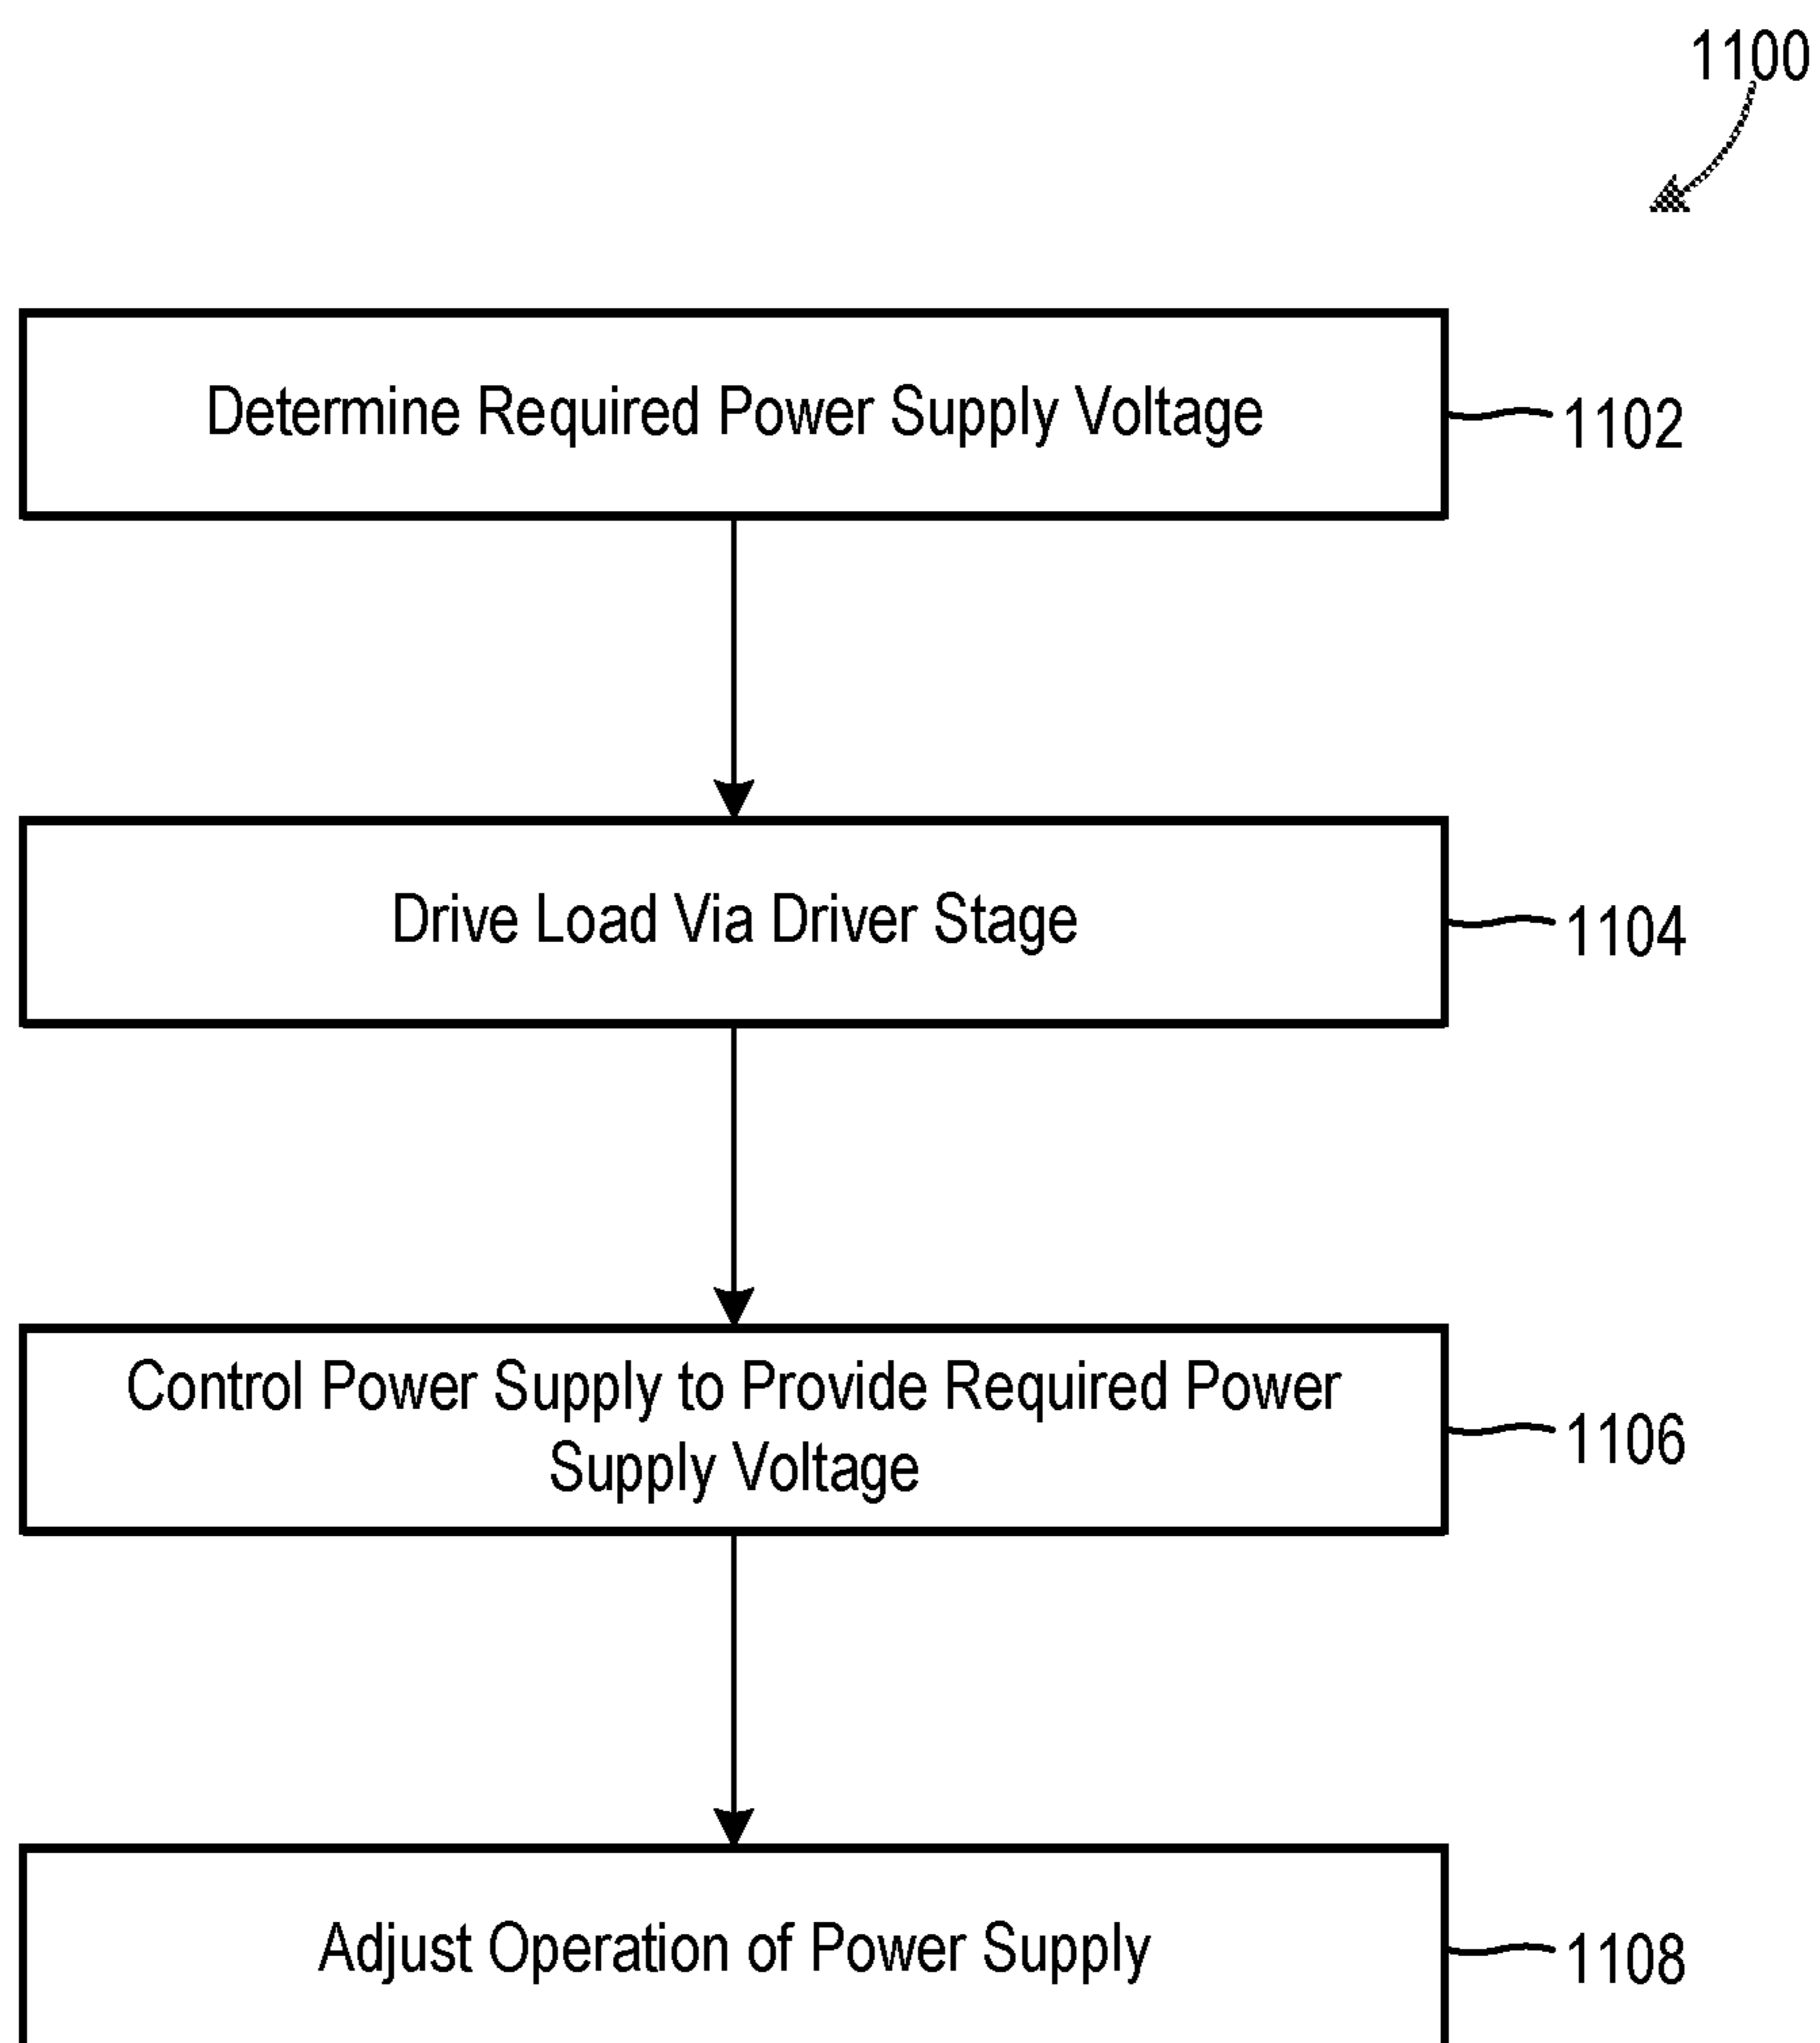 1100
Determine Required Power Supply Voltage
1102
Drive Load Via Driver Stage
1104
Control Power Supply to Provide Required Power
Supply Voltage
1106
Adjust Operation of Power Supply
1108